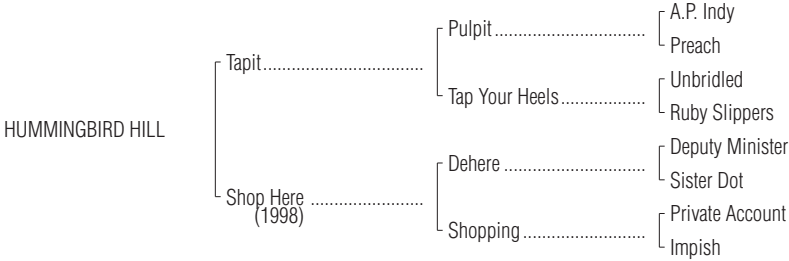 A.P. Indy
Pulpit
Preach
Tapit
Unbridled
Tap Your Heels
Ruby Slippers
HUMMINGBIRD HILL
Deputy Minister
Dehere
Sister Dot
Shop Here
(1998)
Private Account
Shopping
Impish